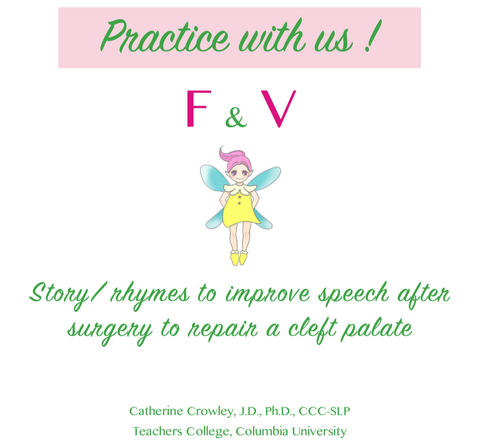 Practice with us !
F & V
Story/rhymes to improve speech after
surgery to repair a cleft palate
Catherine Crowley, J.D., Ph.D., CCC-SLP
Teachers College, Columbia University